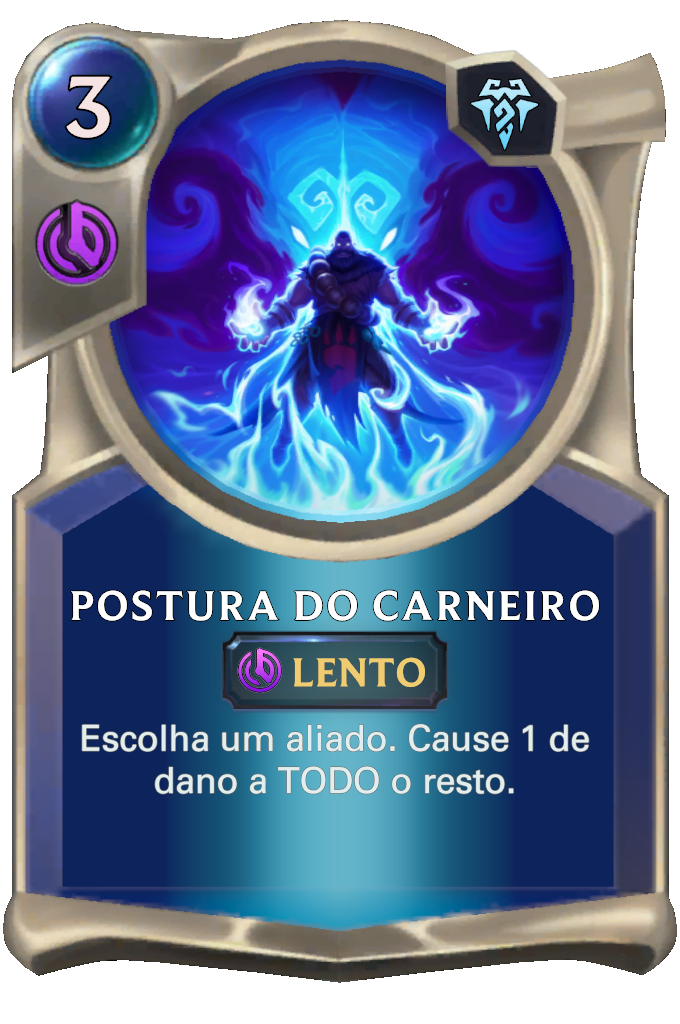 3
POSTURA DO CARNEIRO
LENTO
Escolha um aliado. Cause 1 de
dano a TODO o resto.